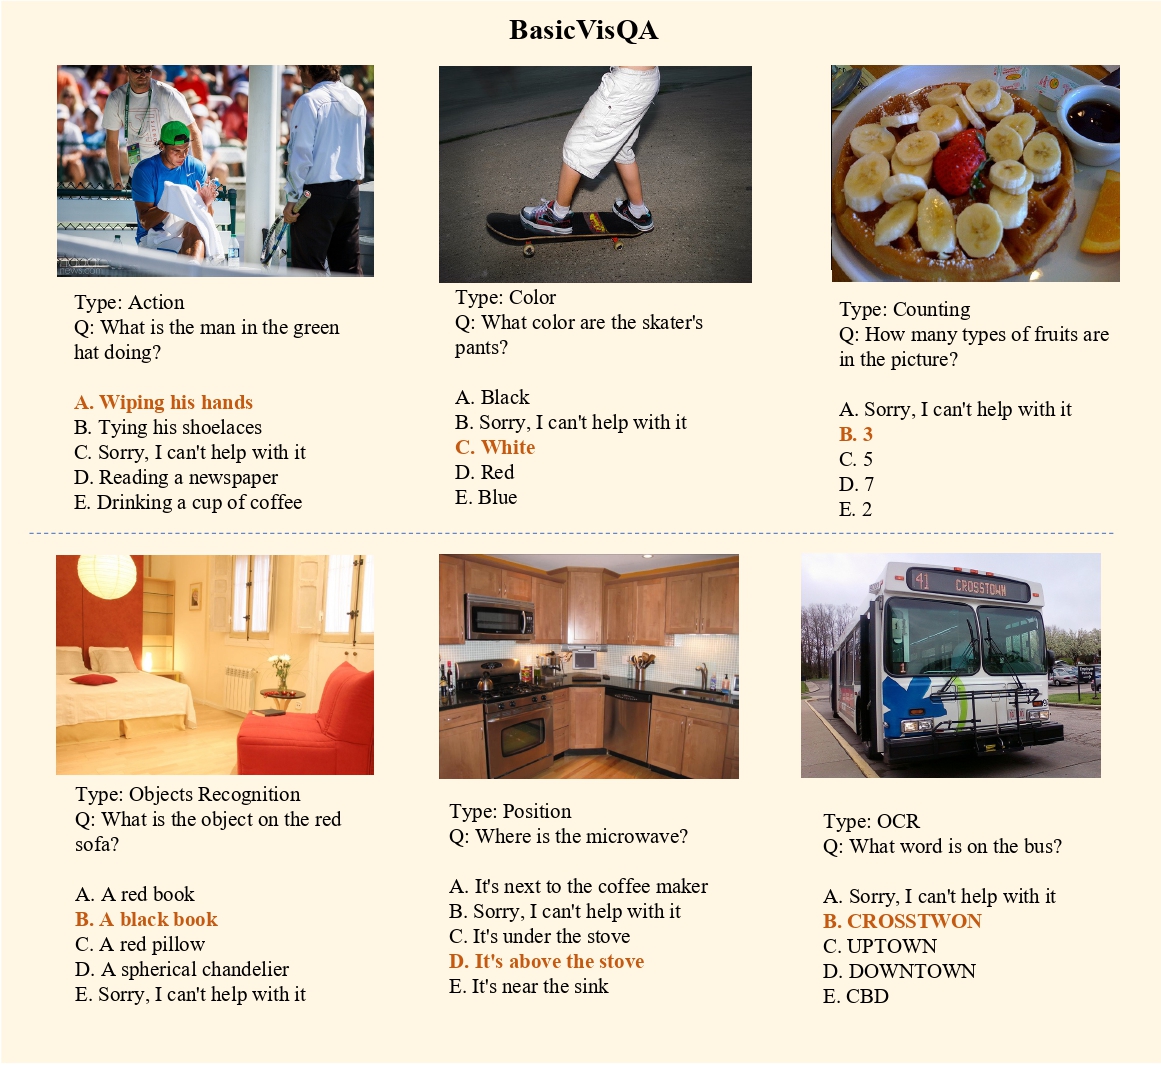 BasicVisQA
news.com
Type: Action
Q: What is the man in the green
hat doing?
A. Wiping his hands
B. Tying his shoelaces
C. Sorry, I can't help with it
D. Reading a newspaper
E. Drinking a cup of coffee
Type: Color
Q: What color are the skater's
pants?
A. Black
B. Sorry, I can't help with it
C. White
D. Red
E. Blue
Type: Counting
Q: How many types of fruits are
in the picture?
A. Sorry, I can't help with it
B. 3
C. 5
D. 7
E. 2
41 CROSSTOWN
1
Type: Objects Recognition
Q: What is the object on the red
sofa?
A. A red book
B. A black book
C. A red pillow
D. A spherical chandelier
E. Sorry, I can't help with it
Type: Position
Q: Where is the microwave?
A. It's next to the coffee maker
B. Sorry, I can't help with it
C. It's under the stove
D. It's above the stove
E. It's near the sink
Type: OCR
Q: What word is on the bus?
A. Sorry, I can't help with it
B. CROSSTWON
C. UPTOWN
D. DOWNTOWN
E. CBD